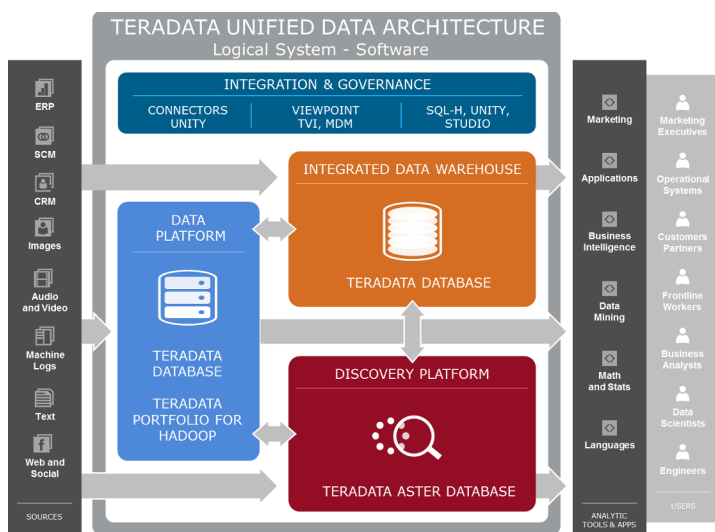 TERADATA UNIFIED DATA ARCHITECTURE
Logical System - Software
INTEGRATION & GOVERNANCE
CONNECTORS
UNITY
VIEWPOINT
TVI, MDM
SQL-H, UNITY,
STUDIO
ERP
SCM
CRM
Images
Audio
and Video
Machine
Logs
Text
Web and
Social
SOURCES
DATA
PLATFORM
TERADATA
DATABASE
TERADATA
PORTFOLIO FOR
HADOOP
INTEGRATED DATA WAREHOUSE
TERADATA DATABASE
DISCOVERY PLATFORM
TERADATA ASTER DATABASE
Marketing
Applications
Business
Intelligence
Data
Mining
Math
and Stats
Languages
ANALYTIC
TOOLS & APPS
Marketing
Executives
Operational
Systems
Customers
Partners
Frontline
Workers
Business
Analysts
Data
Scientists
Engineers
USERS